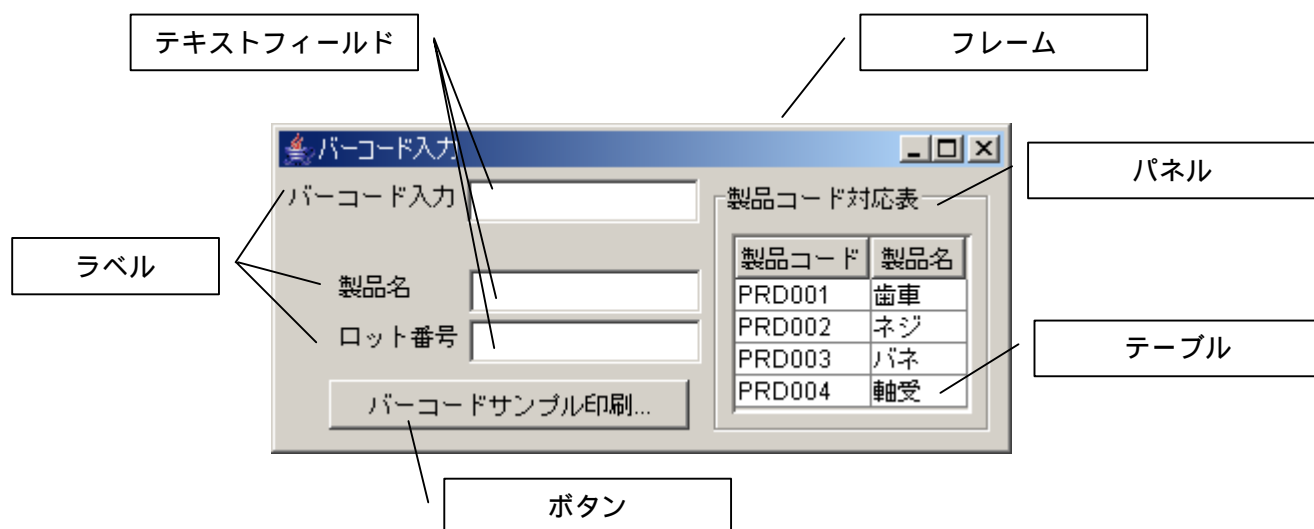 テキストフィールド
フレーム
バーコード入力
バーコード入力
製品コード対応表
パネル
ラベル
製品コード 製品名
製品名
PRD001 歯車
PRD002 ネジ
ロット番号
PRD003 バネ
テーブル
PRD004 軸受
バーコードサンプル印刷...
ボタン